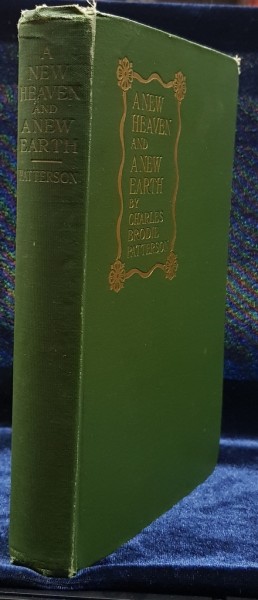 A
NEW
HEAVEN
AND
A NEW
EARTH
PATTERSON
A NEW
HEAVEN
AND
A NEW
EARTH
BY
CHARLES
BRODIE
PATTERSON